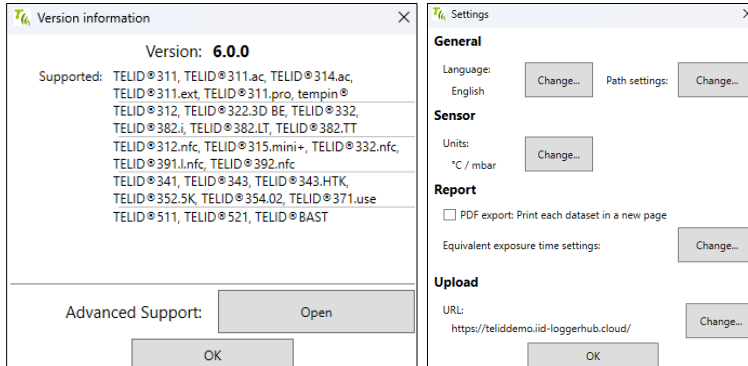 Version information
Version: 6.0.0
Supported: TELID®311, TELID®311.ac, TELID®314.ac,
TELID®311.ext, TELID®311.pro, tempin®
TELID®312, TELID®322.3D BE, TELID®332,
TELID®382.i, TELID®382.LT, TELID®382.TT
TELID®312.nfc, TELID®315.mini+, TELID®332.nfc,
TELID®391.l.nfc, TELID®392.nfc
TELID®341, TELID®343, TELID®343.HTK,
TELID®352.5K, TELID®354.02, TELID®371.use
TELID®511, TELID®521, TELID®BAST
Advanced Support: Open
OK
Settings
General
Language:
English
Change...
Path settings: Change...
Sensor
Units:
°C / mbar
Change...
Report
PDF export: Print each dataset in a new page
Equivalent exposure time settings: Change...
Upload
URL:
https://teliddemo.iid-loggerhub.cloud/
Change...
OK